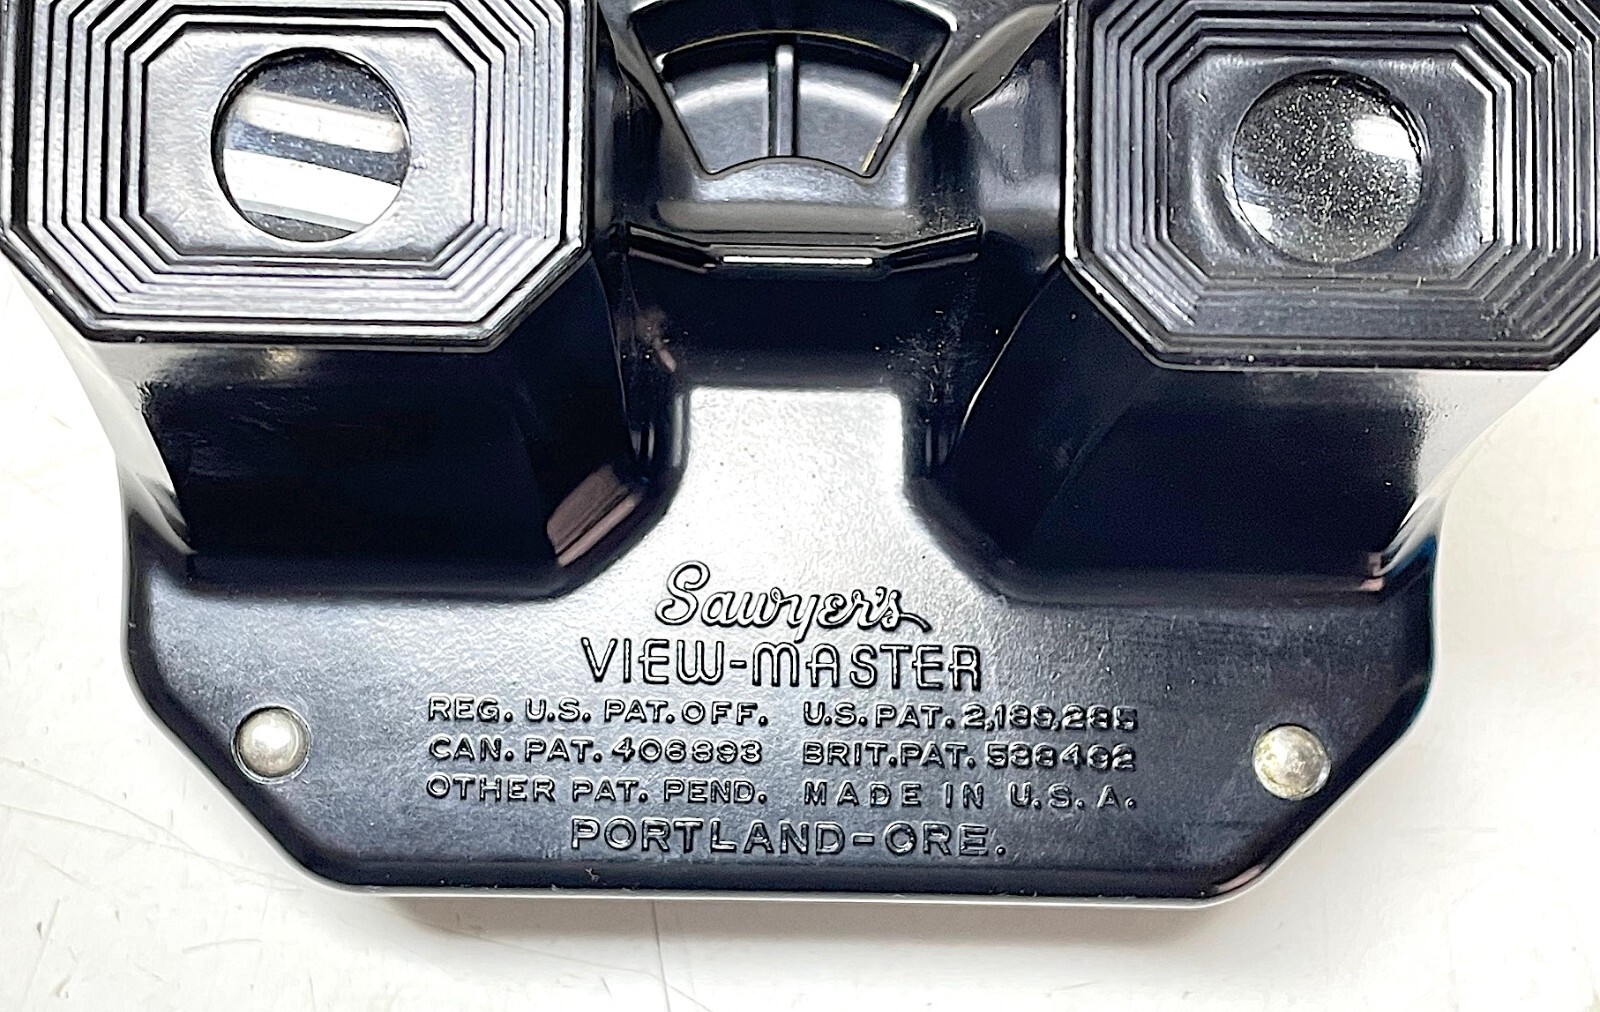 Sawyer's
VIEW-MASTER
REG. U.S. PAT. OFF. U.S. PAT. 2,189,285
CAN. PAT. 406893 BRIT. PAT. 538492
OTHER PAT. PEND. MADE IN U.S.A.
PORTLAND-ORE.